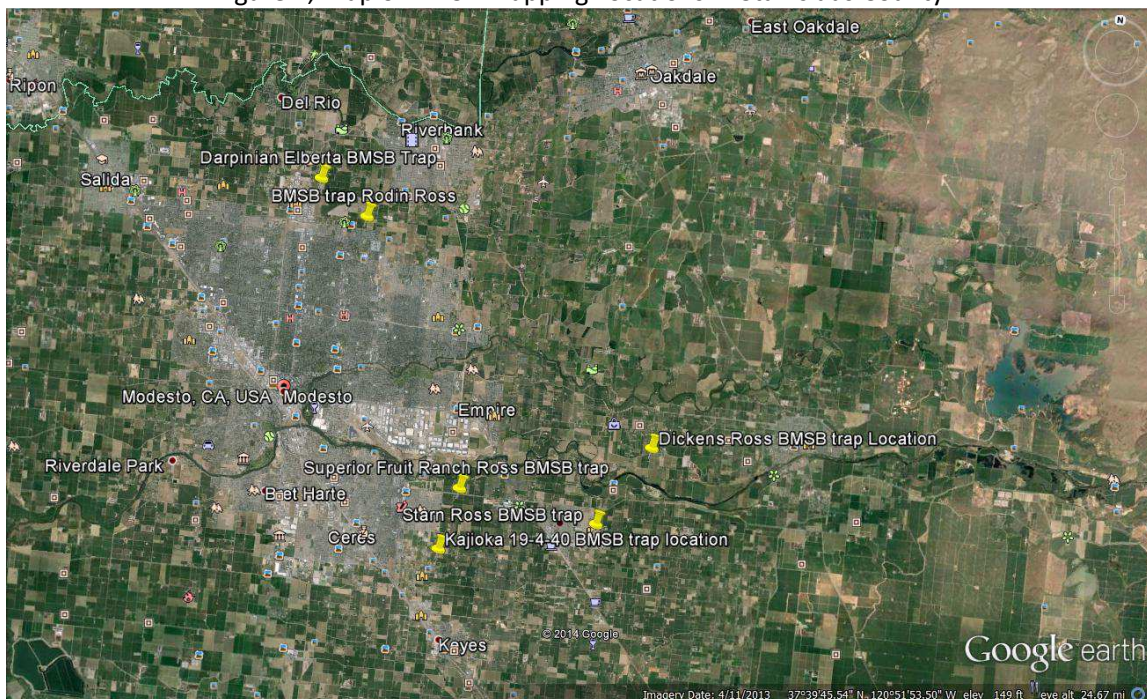 East Oakdale
Ripon
Oakdale
Del Rio
Riverbank
Darpinian Elberta BMSB Trap
Salida
BMSB trap Rodin Ross
Modesto, CA, USA Modesto
Empire
Dickens Ross BMSB trap Location
Riverdale Park
Superior Fruit Ranch Ross BMSB trap
Bret Harte
Starn Ross BMSB trap
Ceres
Kajioka 19-4-40 BMSB trap location
Keyes
© 2014 Google
Google earth
Imagery Date: 4/11/2013 37°39'45.54" N 120°51'53.50" W elev 149 ft eye alt 24.67 mi
N